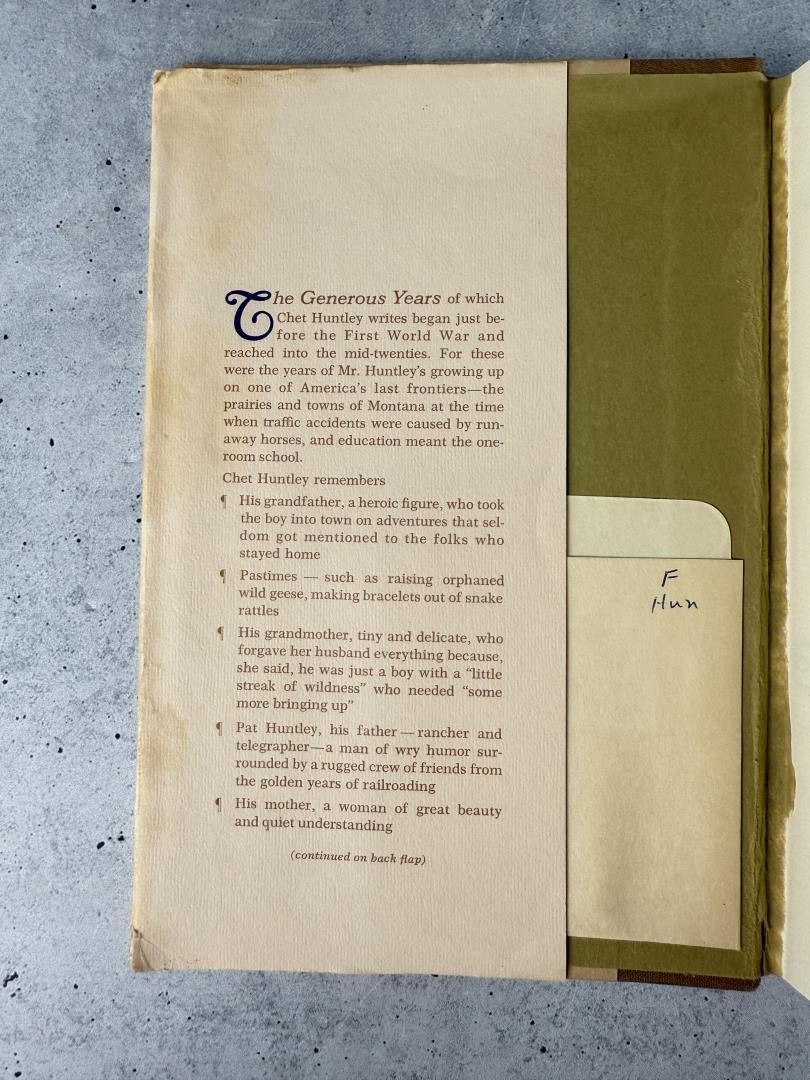 The Generous Years of which
Chet Huntley writes began just be-
fore the First World War and
reached into the mid-twenties. For these
were the years of Mr. Huntley's growing up
on one of America's last frontiers—the
prairies and towns of Montana at the time
when traffic accidents were caused by run-
away horses, and education meant the one-
room school.
Chet Huntley remembers
¶ His grandfather, a heroic figure, who took
the boy into town on adventures that sel-
dom got mentioned to the folks who
stayed home
¶ Pastimes — such as raising orphaned
wild geese, making bracelets out of snake
rattles
¶ His grandmother, tiny and delicate, who
forgave her husband everything because,
she said, he was just a boy with a “little
streak of wildness” who needed “some
more bringing up”
¶ Pat Huntley, his father — rancher and
telegrapher—a man of wry humor sur-
rounded by a rugged crew of friends from
the golden years of railroading
¶ His mother, a woman of great beauty
and quiet understanding
(continued on back flap)
F
Hun